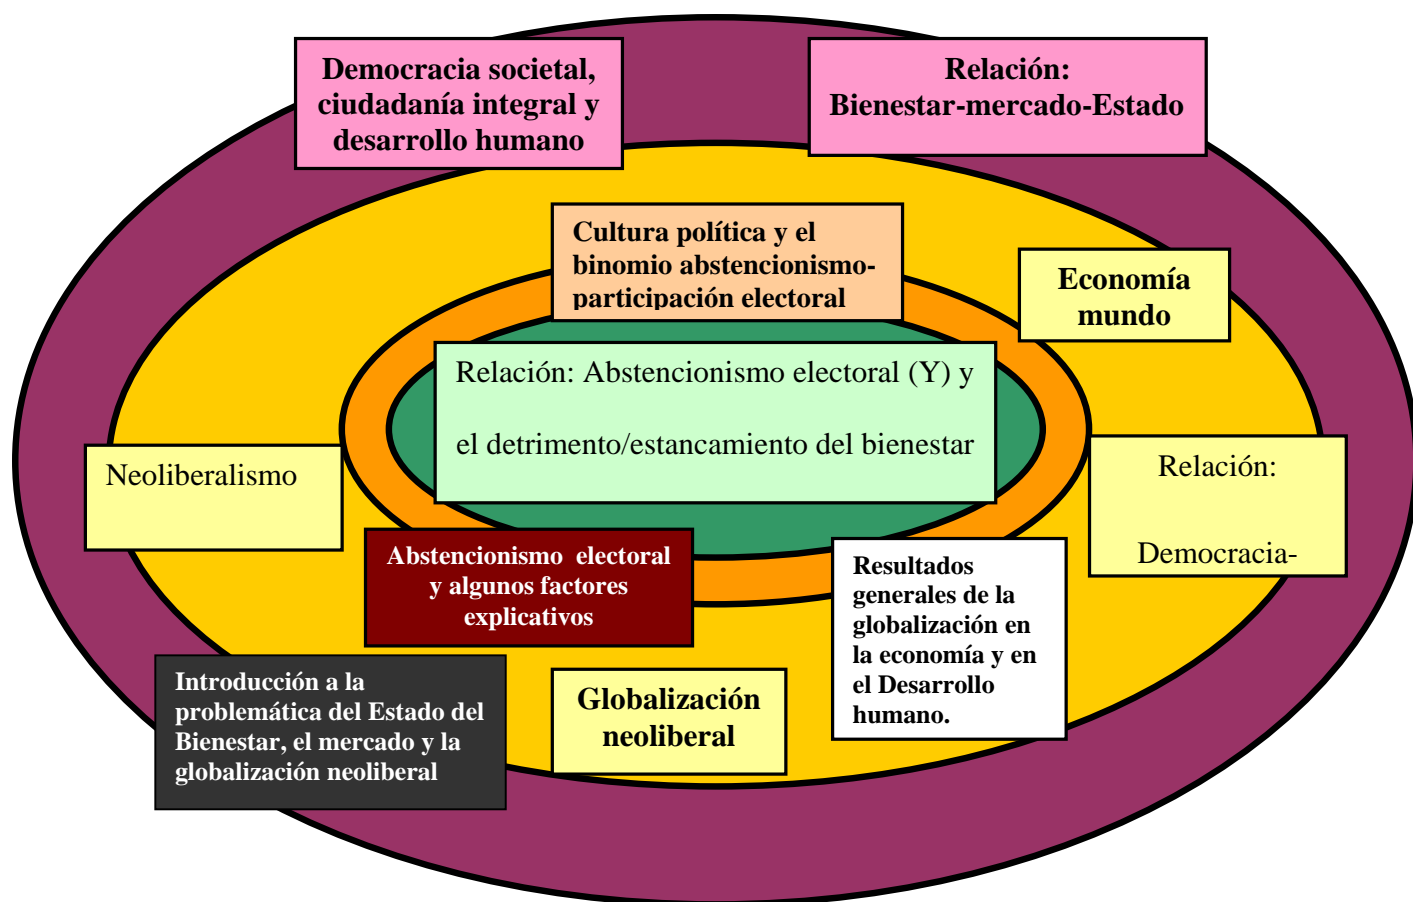 Democracia societal,
ciudadanía integral y
desarrollo humano
Relación:
Bienestar-mercado-Estado
Cultura política y el
binomio abstencionismo-
participación electoral
Economía
mundo
Relación: Abstencionismo electoral (Y) y
el detrimento/estancamiento del bienestar
Neoliberalismo
Relación:
Democracia-
Abstencionismo electoral
y algunos factores
explicativos
Resultados
generales de la
globalización en
la economía y en
el Desarrollo
humano.
Introducción a la
problemática del Estado del
Bienestar, el mercado y la
globalización neoliberal
Globalización
neoliberal